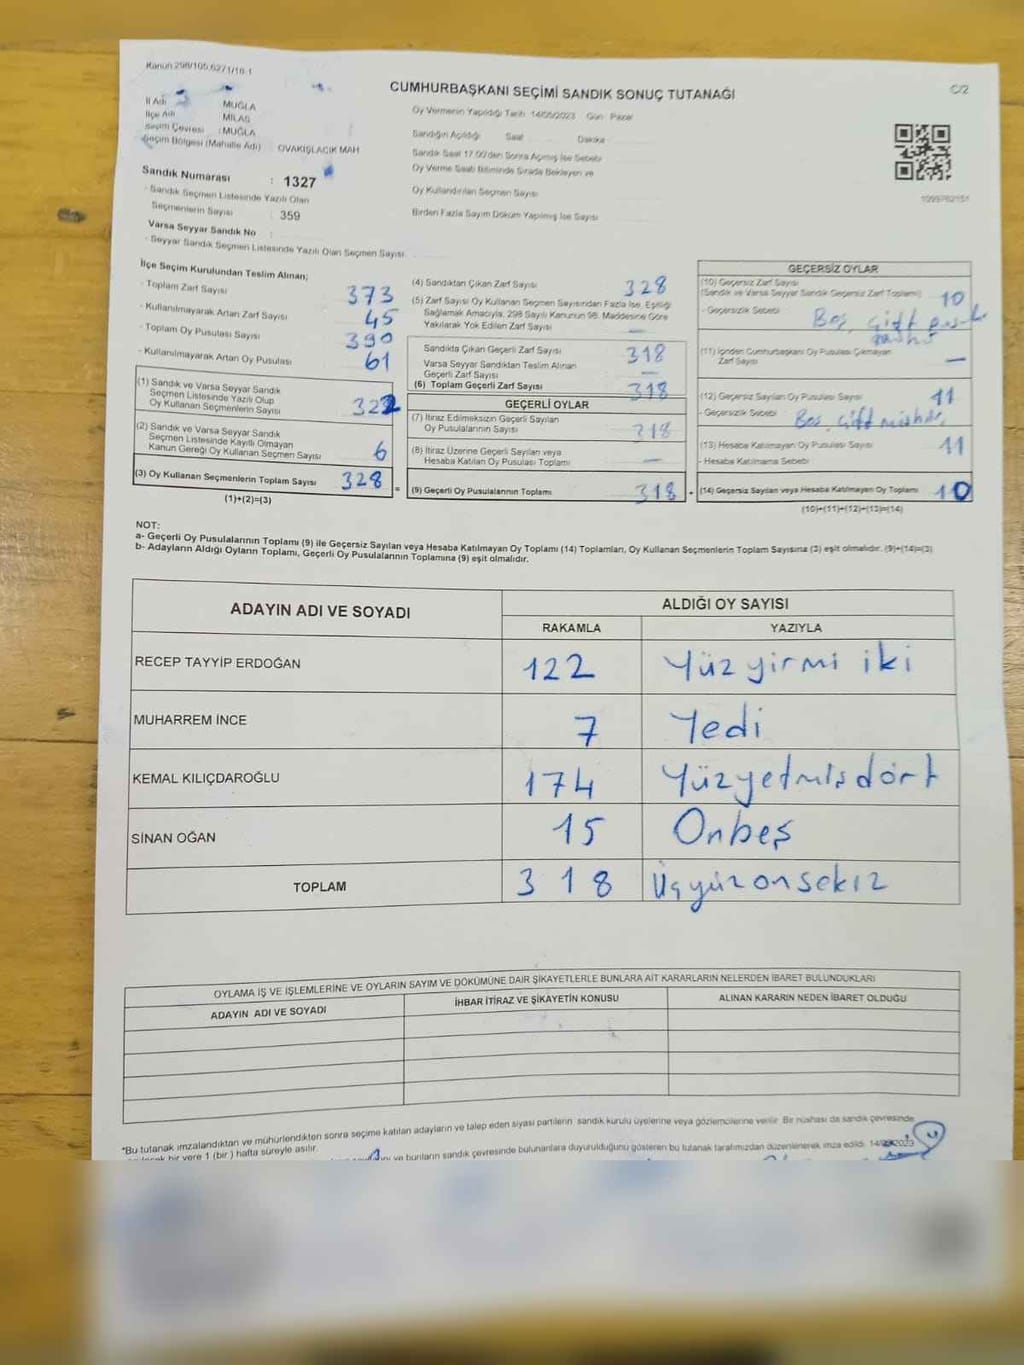 Kanun 298/105,6271/18-1
CUMHURBAŞKANI SEÇİMİ SANDIK SONUÇ TUTANAĞI
C/2
İl Adı : MUĞLA
İlçe Adı : MİLAS
Seçim Çevresi : MUĞLA
Seçim Bölgesi (Mahalle Adı) : OVAKIŞLACIK MAH
Sandık Numarası : 1327
- Sandık Seçmen Listesinde Yazılı Olan
Seçmenlerin Sayısı : 359
Varsa Seyyar Sandık No :
- Seyyar Sandık Seçmen Listesinde Yazılı Olan Seçmen Sayısı
Oy Vermenin Yapıldığı Tarih 14/05/2023 Gün Pazar
Sandığın Açıldığı Saat Dakika
Sandık Saat 17.00'den Sonra Açılmış İse Sebebi
Oy Verme Saati Bitiminde Sırada Bekleyen ve
Oy Kullandırılan Seçmen Sayısı
Birden Fazla Sayım Döküm Yapılmış İse Sayısı
İlçe Seçim Kurulundan Teslim Alınan;
- Toplam Zarf Sayısı 373
- Kullanılmayarak Artan Zarf Sayısı 45
- Toplam Oy Pusulası Sayısı 390
- Kullanılmayarak Artan Oy Pusulası 61
(1) Sandık ve Varsa Seyyar Sandık
Seçmen Listesinde Yazılı Olup
Oy Kullanan Seçmenlerin Sayısı 322
(2) Sandık ve Varsa Seyyar Sandık
Seçmen Listesinde Kayıtlı Olmayan
Kanun Gereği Oy Kullanan Seçmen Sayısı 6
(3) Oy Kullanan Seçmenlerin Toplam Sayısı 328 =
(1)+(2)=(3)
(4) Sandıktan Çıkan Zarf Sayısı 328
(5) Zarf Sayısı Oy Kullanan Seçmen Sayısından Fazla İse, Eşitliği
Sağlamak Amacıyla, 298 Sayılı Kanunun 98. Maddesine Göre
Yakılarak Yok Edilen Zarf Sayısı —
Sandıkta Çıkan Geçerli Zarf Sayısı 318
Varsa Seyyar Sandıktan Teslim Alınan
Geçerli Zarf Sayısı —
(6) Toplam Geçerli Zarf Sayısı 318
GEÇERLİ OYLAR
(7) İtiraz Edilmeksizin Geçerli Sayılan
Oy Pusulalarının Sayısı 318
(8) İtiraz Üzerine Geçerli Sayılan veya
Hesaba Katılan Oy Pusulası Toplamı —
(9) Geçerli Oy Pusulalarının Toplamı 318 +
GEÇERSİZ OYLAR
(10) Geçersiz Zarf Sayısı
(Sandık ve Varsa Seyyar Sandık Geçersiz Zarf Toplamı) 10
- Geçersizlik Sebebi Boş, çift
(11) İçinden Cumhurbaşkanı Oy Pusulası Çıkmayan
Zarf Sayısı —
(12) Geçersiz Sayılan Oy Pusulası Sayısı 11
- Geçersizlik Sebebi Boş, çift
(13) Hesaba Katılmayan Oy Pusulası Sayısı 11
- Hesaba Katılmama Sebebi
(14) Geçersiz Sayılan veya Hesaba Katılmayan Oy Toplamı 10
(10)+(11)+(12)+(13)=(14)
NOT:
a- Geçerli Oy Pusulalarının Toplamı (9) ile Geçersiz Sayılan veya Hesaba Katılmayan Oy Toplamı (14) Toplamları, Oy Kullanan Seçmenlerin Toplam Sayısına (3) eşit olmalıdır. (9)+(14)=(3)
b- Adayların Aldığı Oyların Toplamı, Geçerli Oy Pusulalarının Toplamına (9) eşit olmalıdır.
ADAYIN ADI VE SOYADI
ALDIĞI OY SAYISI
RAKAMLA YAZIYLA
RECEP TAYYİP ERDOĞAN 122 Yüzyirmi iki
MUHARREM İNCE 7 Yedi
KEMAL KILIÇDAROĞLU 174 Yüzyetmişdört
SİNAN OĞAN 15 Onbeş
TOPLAM 318 Üçyüzonsekiz
OYLAMA İŞ VE İŞLEMLERİNE VE OYLARIN SAYIM VE DÖKÜMÜNE DAİR ŞİKAYETLERLE BUNLARA AİT KARARLARIN NELERDEN İBARET BULUNDUKLARI
ADAYIN ADI VE SOYADI İHBAR İTİRAZ VE ŞİKAYETİN KONUSU ALINAN KARARIN NEDEN İBARET OLDUĞU
*Bu tutanak imzalandıktan ve mühürlendikten sonra seçime katılan adayların ve talep eden siyasi partilerin sandık kurulu üyelerine veya gözlemcilerine verilir. Bir nüshası da sandık çevresinde
bir yere 1 (bir ) hafta süreyle asılır.
ve bunların sandık çevresinde bulunanlara duyurulduğunu gösteren bu tutanak tarafımızdan düzenlenerek imza edildi.